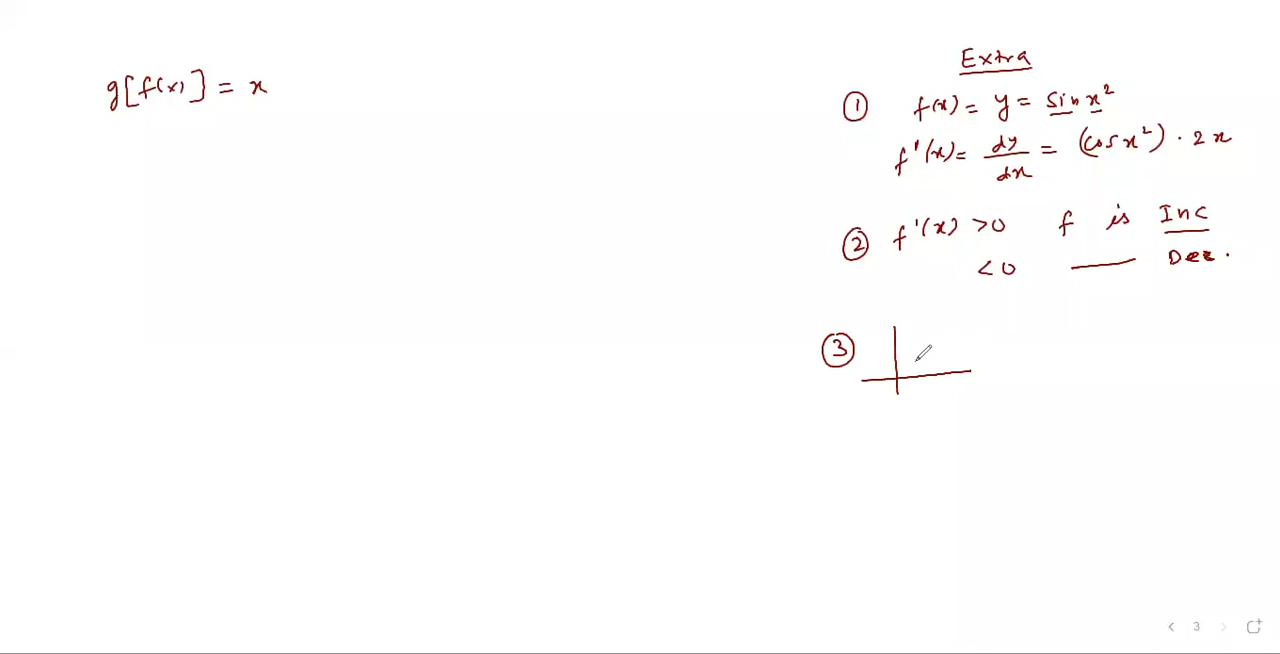 g[f(x)] = x
Extra
① f(x) = y = sin x²
f'(x) = dy/dx = (cos x²) · 2x
② f'(x) > 0 f is Inc
< 0 —— Dec.
③
< 3 >